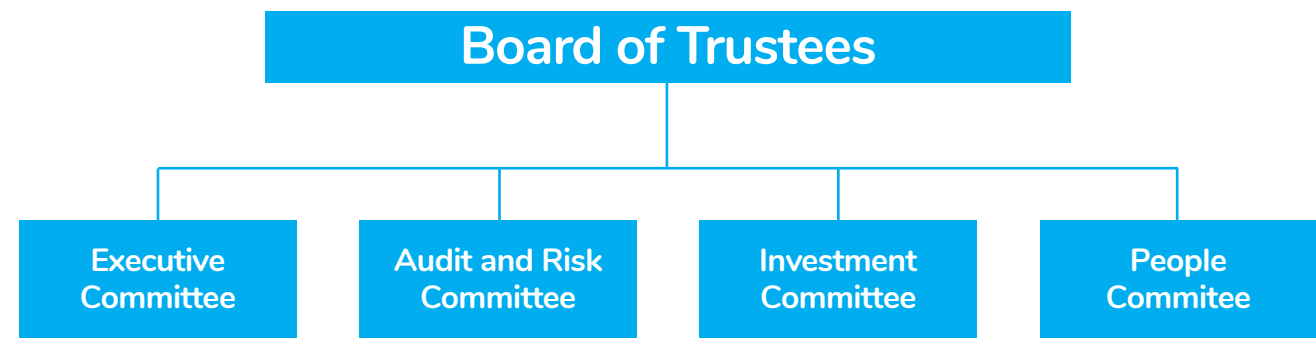 Board of Trustees
Executive
Committee
Audit and Risk
Committee
Investment
Committee
People
Commitee